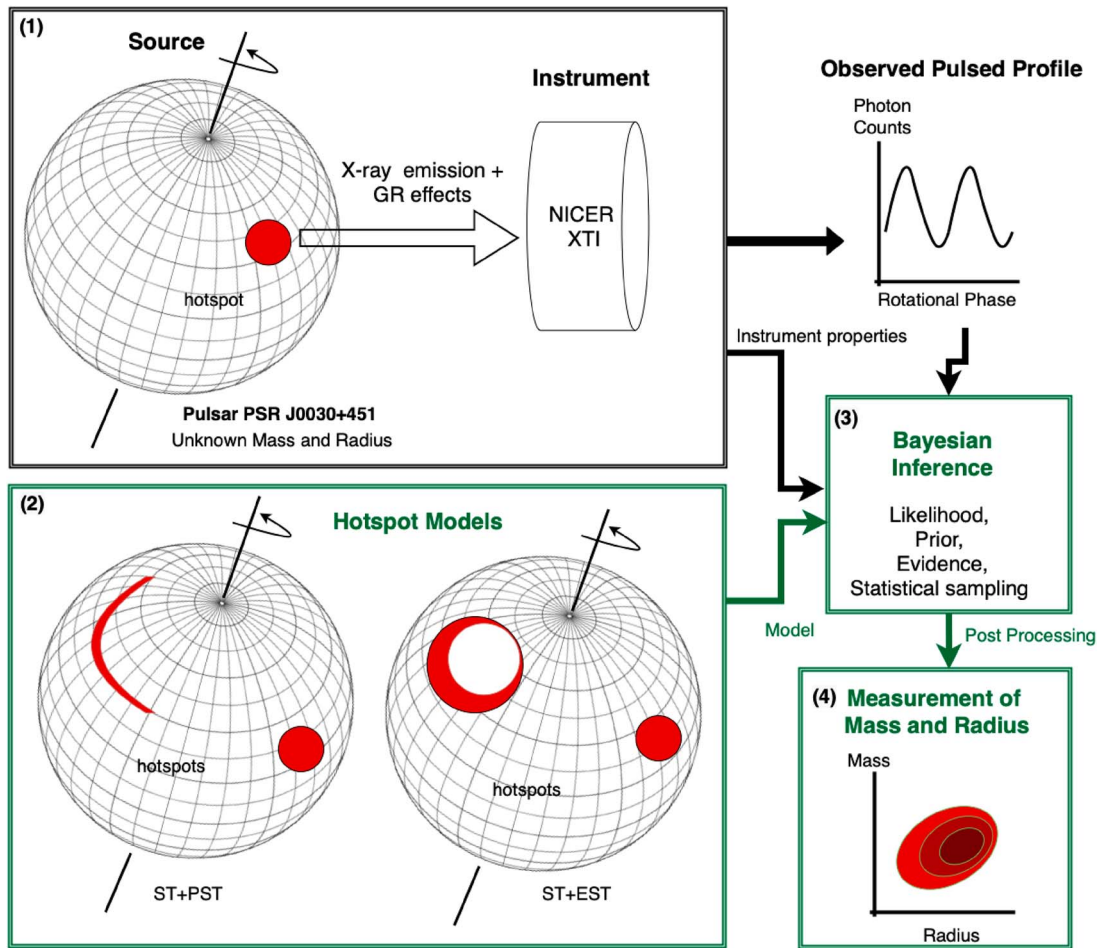 (1)
Source
Instrument
X-ray emission +
GR effects
NICER
XTI
hotspot
Pulsar PSR J0030+451
Unknown Mass and Radius
Observed Pulsed Profile
Photon
Counts
Rotational Phase
Instrument properties
(2)
Hotspot Models
hotspots
ST+PST
hotspots
ST+EST
Model
(3)
Bayesian
Inference
Likelihood,
Prior,
Evidence,
Statistical sampling
Post Processing
(4)
Measurement of
Mass and Radius
Mass
Radius